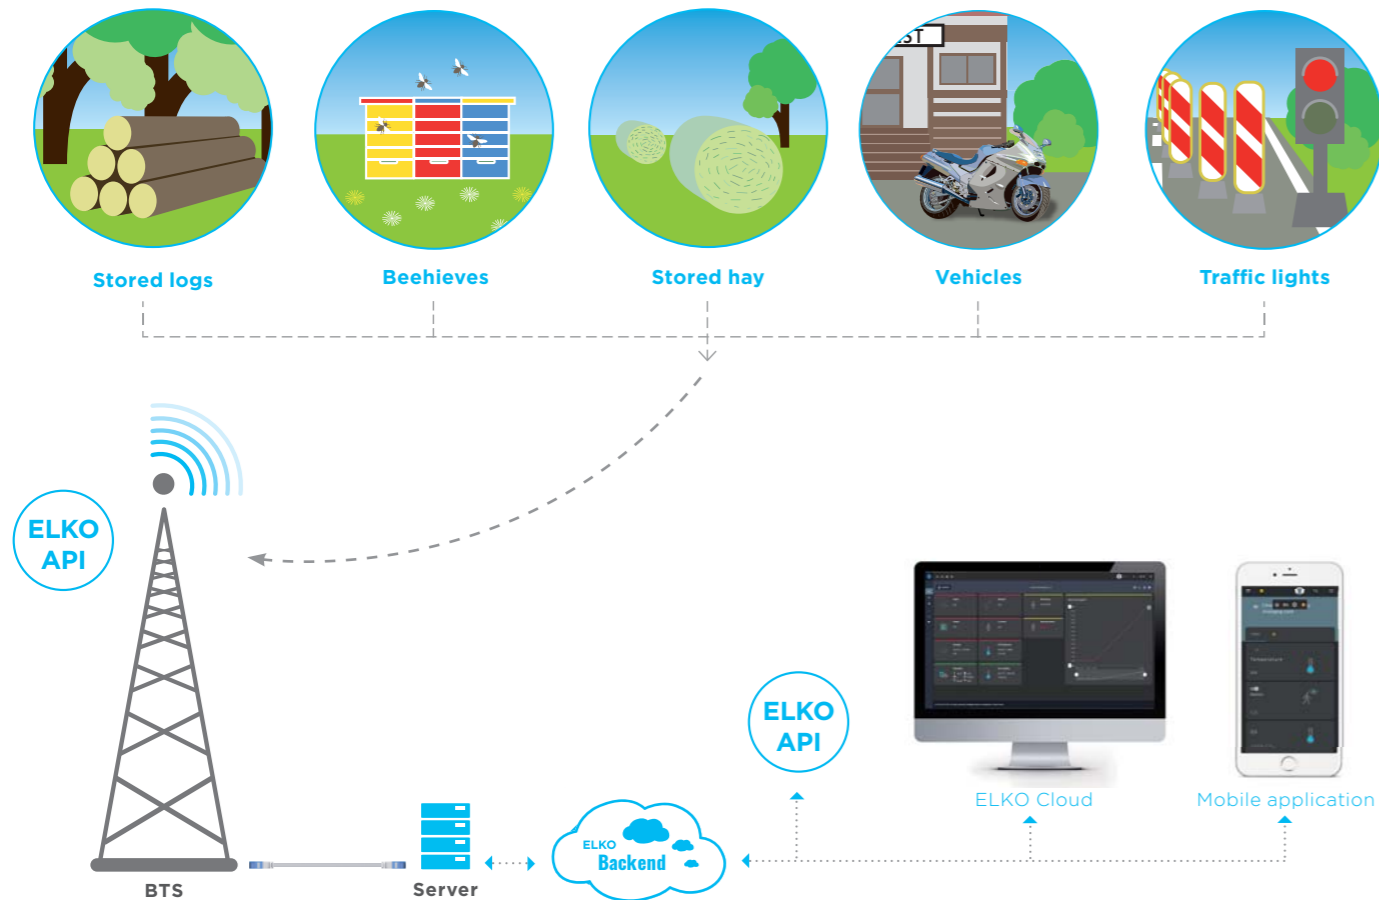 ST
Stored logs
Beehieves
Stored hay
Vehicles
Traffic lights
ELKO
API
ELKO
API
ELKO Cloud
Mobile application
ELKO
Backend
BTS
Server